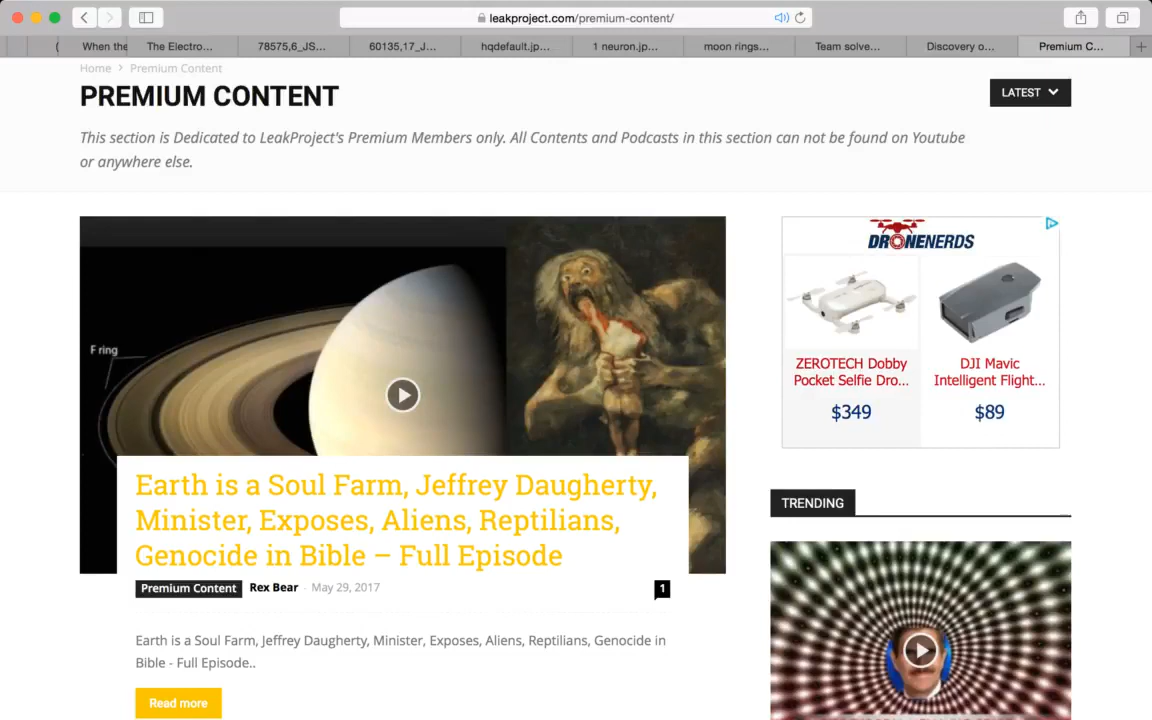 leakproject.com/premium-content/
( When the The Electro... 78575,6_JS... 60135,17_J... hqdefault.jp... 1 neuron.jp... moon rings... Team solve... Discovery o... Premium C...
Home > Premium Content
PREMIUM CONTENT
LATEST
This section is Dedicated to LeakProject's Premium Members only. All Contents and Podcasts in this section can not be found on Youtube
or anywhere else.
F ring
Earth is a Soul Farm, Jeffrey Daugherty,
Minister, Exposes, Aliens, Reptilians,
Genocide in Bible – Full Episode
Premium Content Rex Bear - May 29, 2017 1
Earth is a Soul Farm, Jeffrey Daugherty, Minister, Exposes, Aliens, Reptilians, Genocide in
Bible - Full Episode..
Read more
DRONENERDS
ZEROTECH Dobby
Pocket Selfie Dro...
$349
DJI Mavic
Intelligent Flight...
$89
TRENDING